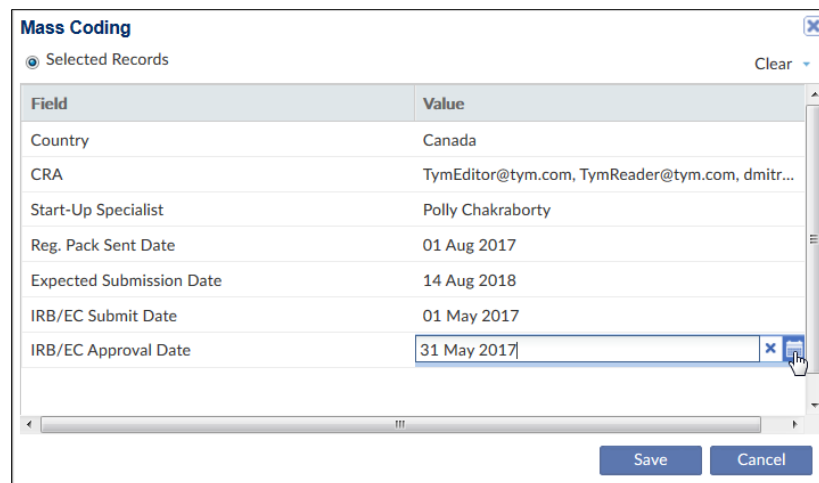 Mass Coding
Selected Records
Clear
Field Value
Country Canada
CRA TymEditor@tym.com, TymReader@tym.com, dmitr...
Start-Up Specialist Polly Chakraborty
Reg. Pack Sent Date 01 Aug 2017
Expected Submission Date 14 Aug 2018
IRB/EC Submit Date 01 May 2017
IRB/EC Approval Date 31 May 2017
Save Cancel